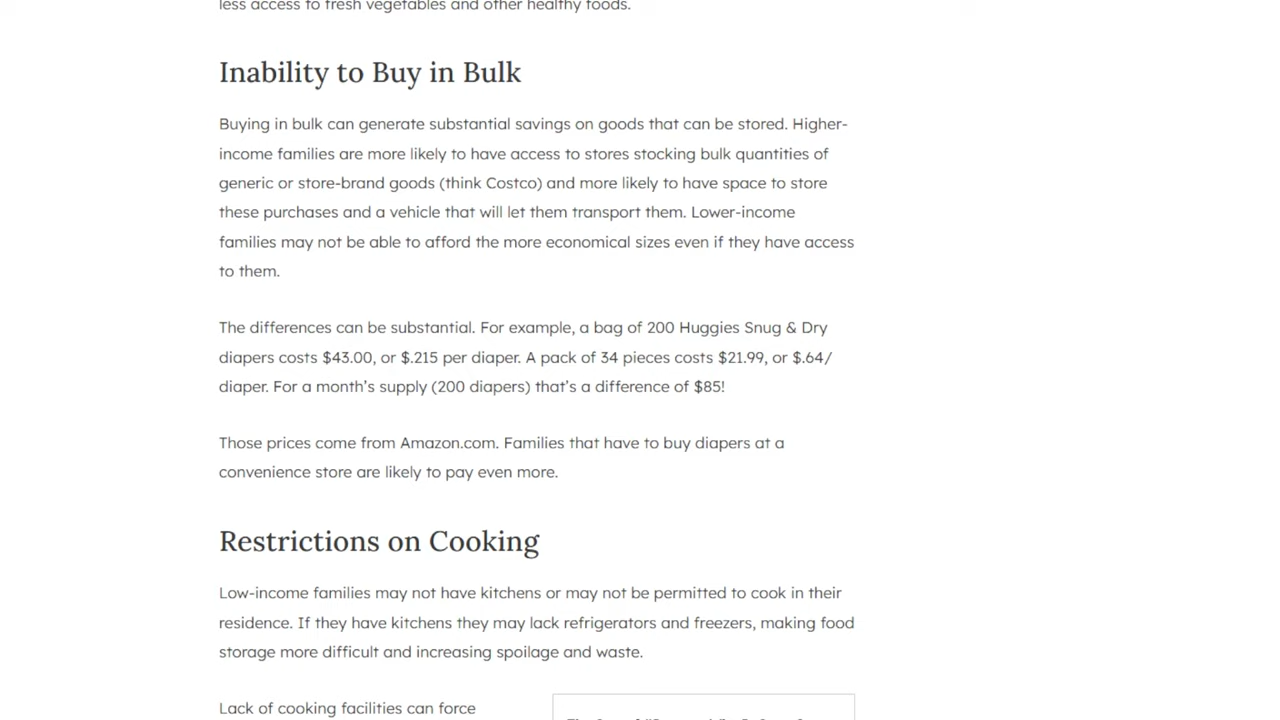 less access to fresh vegetables and other healthy foods.
Inability to Buy in Bulk
Buying in bulk can generate substantial savings on goods that can be stored. Higher-
income families are more likely to have access to stores stocking bulk quantities of
generic or store-brand goods (think Costco) and more likely to have space to store
these purchases and a vehicle that will let them transport them. Lower-income
families may not be able to afford the more economical sizes even if they have access
to them.
The differences can be substantial. For example, a bag of 200 Huggies Snug & Dry
diapers costs $43.00, or $.215 per diaper. A pack of 34 pieces costs $21.99, or $.64/
diaper. For a month’s supply (200 diapers) that’s a difference of $85!
Those prices come from Amazon.com. Families that have to buy diapers at a
convenience store are likely to pay even more.
Restrictions on Cooking
Low-income families may not have kitchens or may not be permitted to cook in their
residence. If they have kitchens they may lack refrigerators and freezers, making food
storage more difficult and increasing spoilage and waste.
Lack of cooking facilities can force